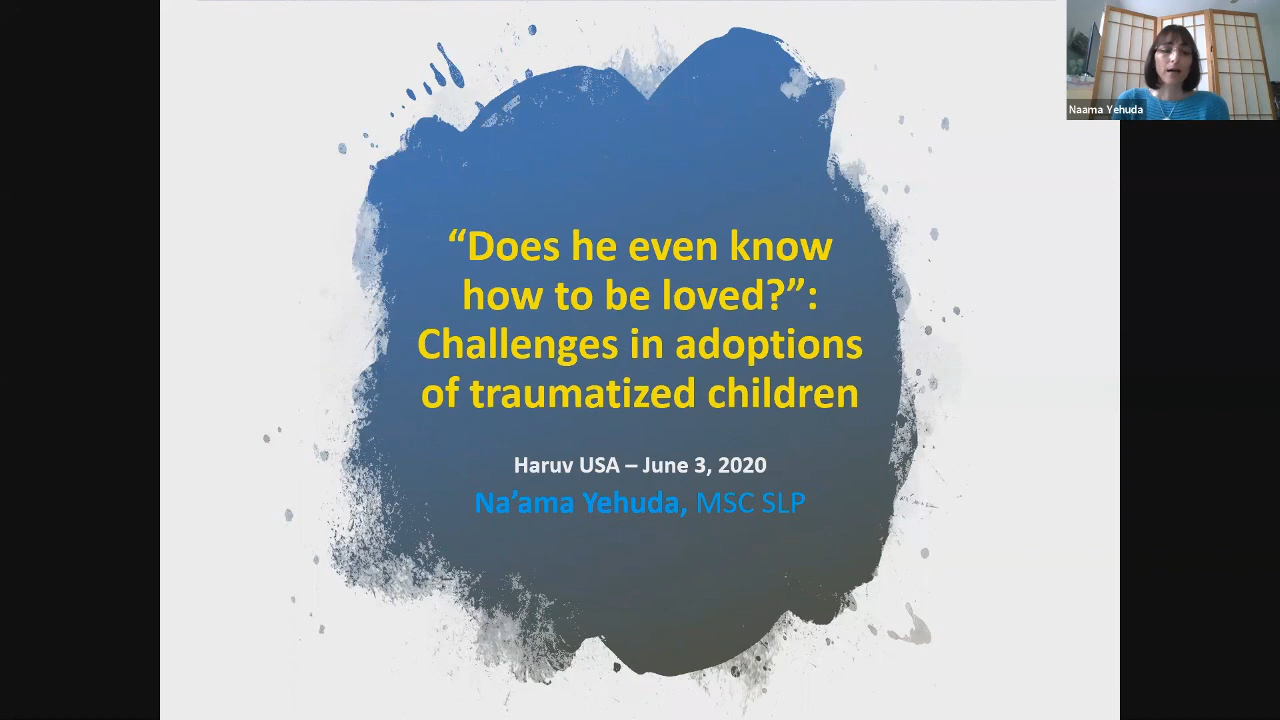 Naama Yehuda
“Does he even know
how to be loved?”:
Challenges in adoptions
of traumatized children
Haruv USA – June 3, 2020
Na’ama Yehuda, MSC SLP